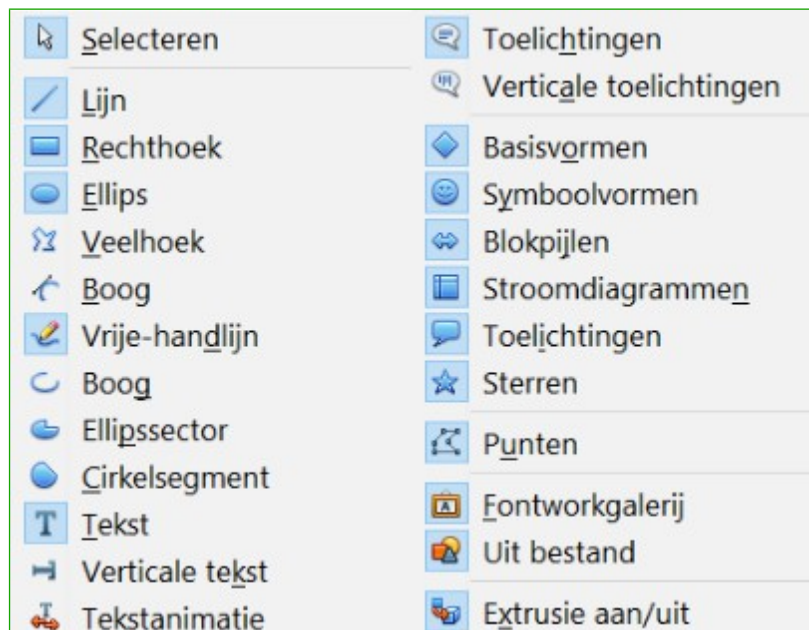 Selecteren
Lijn
Rechthoek
Ellips
Veelhoek
Boog
Vrije-handlijn
Boog
Ellipssector
Cirkelsegment
Tekst
Verticale tekst
Tekstanimatie
Toelichtingen
Verticale toelichtingen
Basisvormen
Symboolvormen
Blokpijlen
Stroomdiagrammen
Toelichtingen
Sterren
Punten
Fontworkgalerij
Uit bestand
Extrusie aan/uit